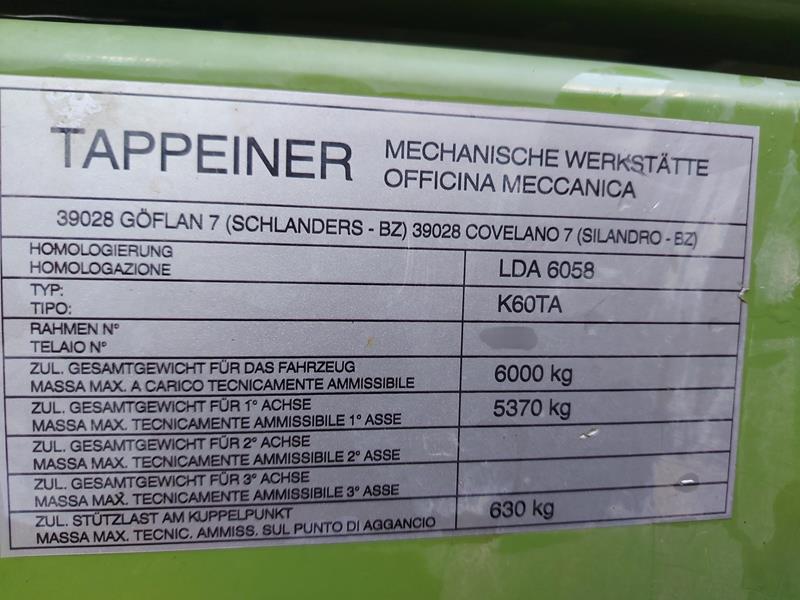 TAPPEINER
MECHANISCHE WERKSTÄTTE
OFFICINA MECCANICA
39028 GÖFLAN 7 (SCHLANDERS - BZ) 39028 COVELANO 7 (SILANDRO - BZ)
HOMOLOGIERUNG
HOMOLOGAZIONE
LDA 6058
TYP:
TIPO:
K60TA
RAHMEN N°
TELAIO N°
ZUL. GESAMTGEWICHT FÜR DAS FAHRZEUG
MASSA MAX. A CARICO TECNICAMENTE AMMISSIBILE
6000 kg
ZUL. GESAMTGEWICHT FÜR 1° ACHSE
MASSA MAX. TECNICAMENTE AMMISSIBILE 1° ASSE
5370 kg
ZUL. GESAMTGEWICHT FÜR 2° ACHSE
MASSA MAX. TECNICAMENTE AMMISSIBILE 2° ASSE
ZUL. GESAMTGEWICHT FÜR 3° ACHSE
MASSA MAX. TECNICAMENTE AMMISSIBILE 3° ASSE
ZUL. STÜTZLAST AM KUPPELPUNKT
MASSA MAX. TECNIC. AMMISS. SUL PUNTO DI AGGANCIO
630 kg